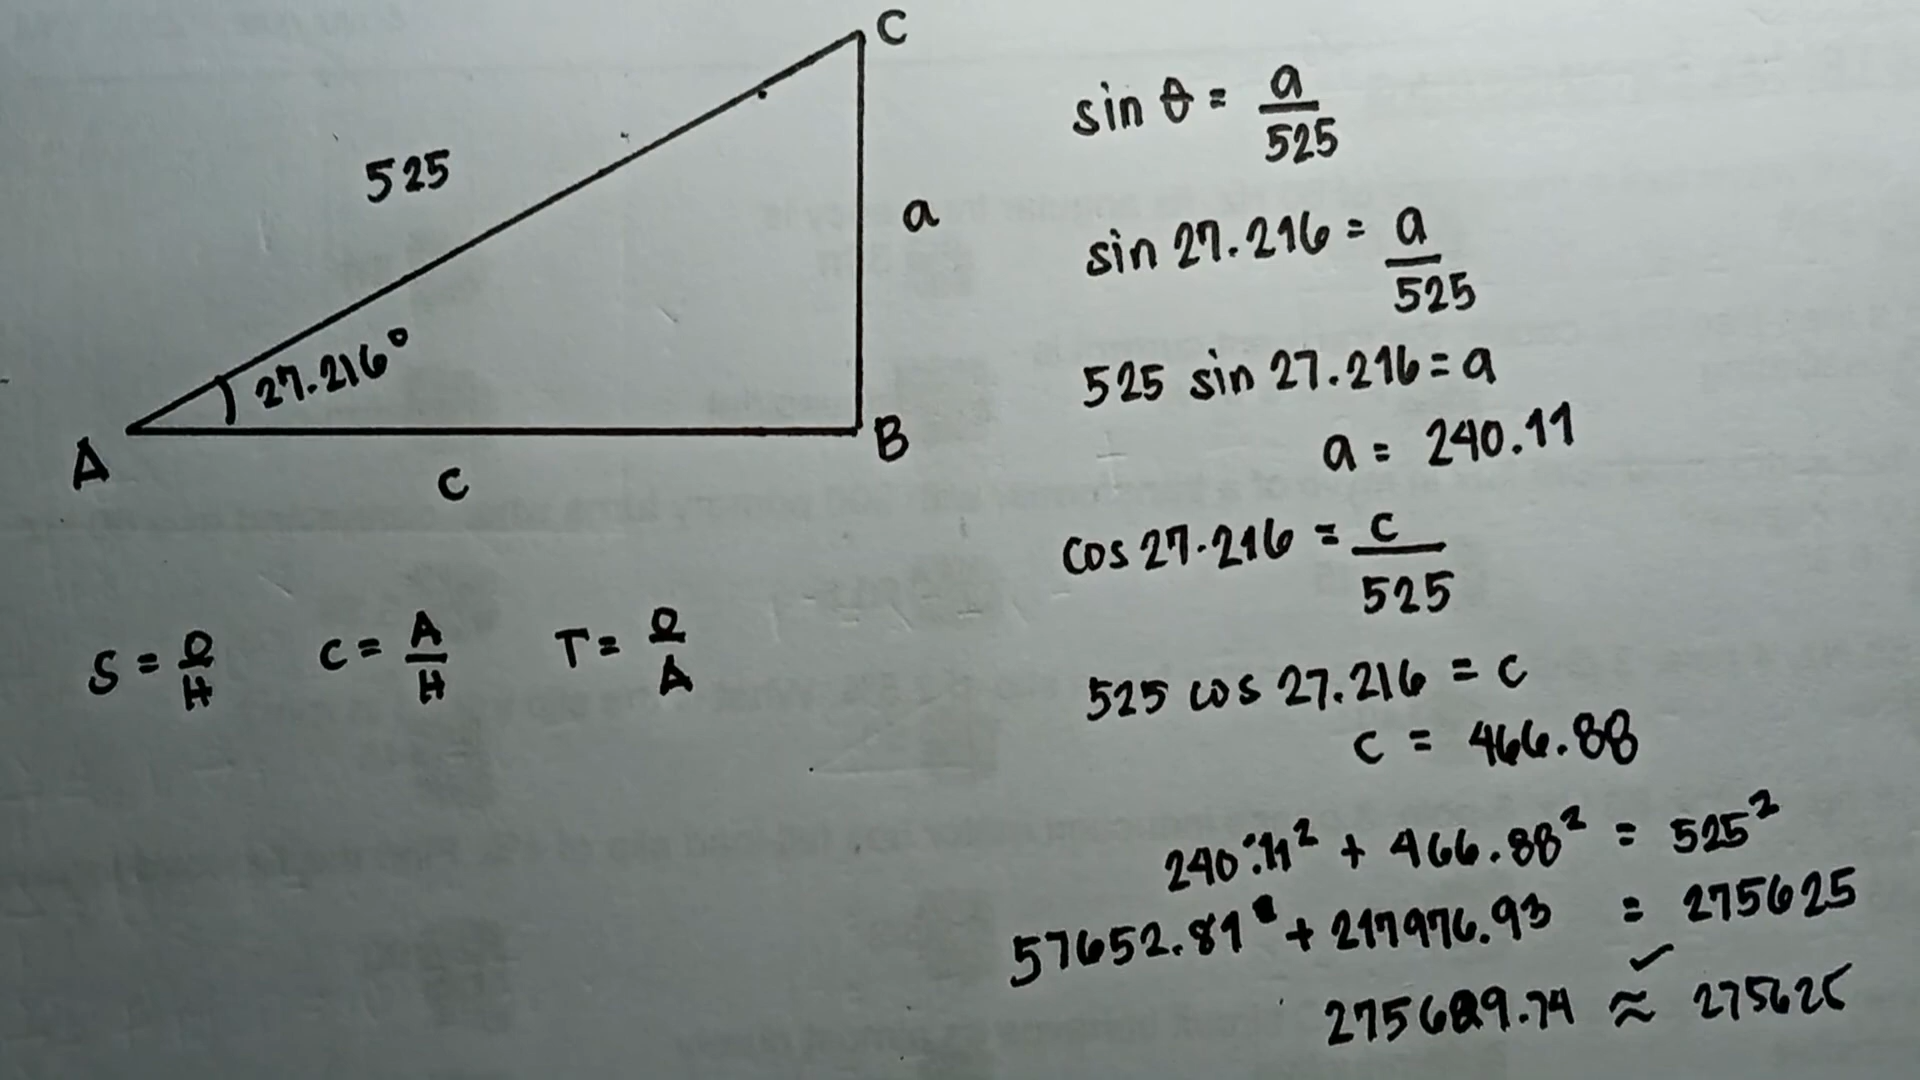 C
525
a
27.216°
A
B
c
S = O/H   C = A/H   T = O/A
sin θ = a/525
sin 27.216 = a/525
525 sin 27.216 = a
a = 240.11
cos 27.216 = c/525
525 cos 27.216 = c
c = 466.88
240.11² + 466.88² = 525²
57652.81 + 217976.93 = 275625
275629.74 ≈ 275625